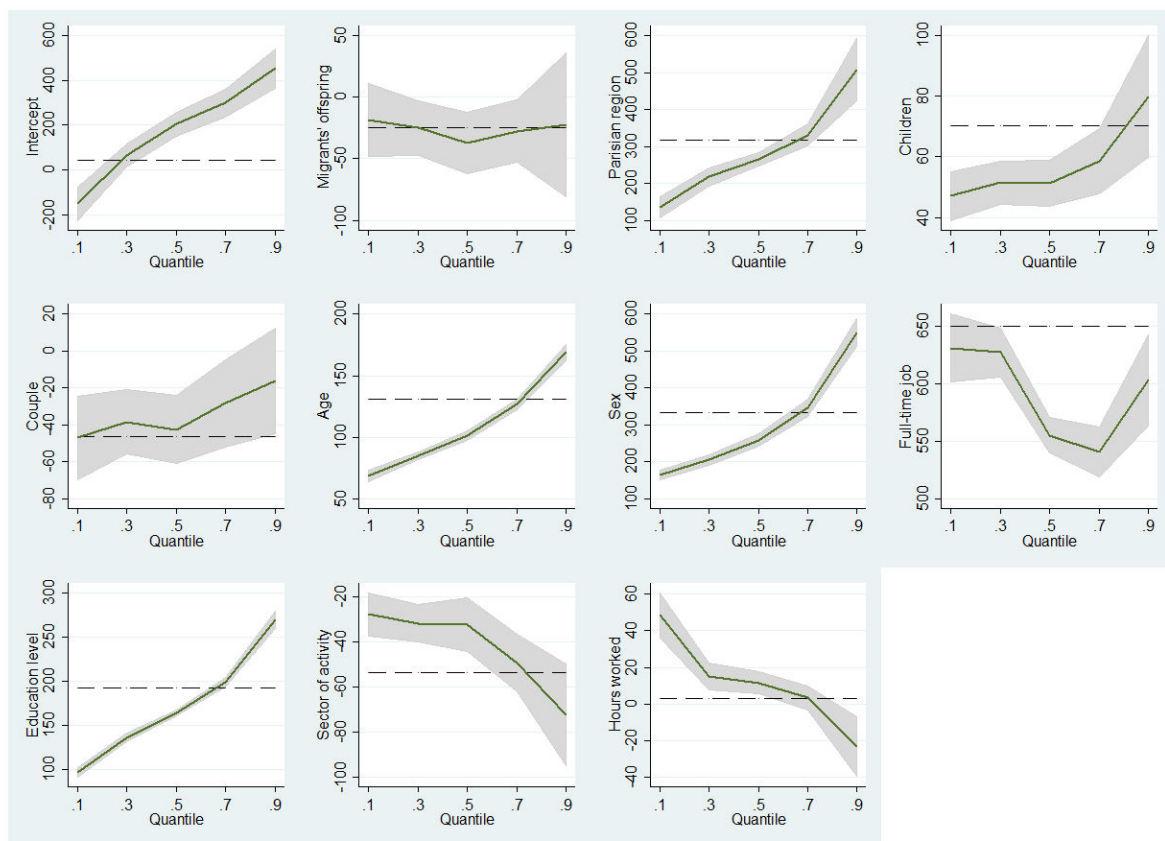 Intercept
600
400
200
0
-200
.1 .3 .5 .7 .9
Quantile
Migrants' offspring
50
0
-50
-100
.1 .3 .5 .7 .9
Quantile
Parisian region
600
500
400
300
200
100
.1 .3 .5 .7 .9
Quantile
Children
100
80
60
40
.1 .3 .5 .7 .9
Quantile
Couple
20
0
-20
-40
-60
-80
.1 .3 .5 .7 .9
Quantile
Age
200
150
100
50
.1 .3 .5 .7 .9
Quantile
Sex
600
500
400
300
200
100
.1 .3 .5 .7 .9
Quantile
Full-time job
650
600
550
500
.1 .3 .5 .7 .9
Quantile
Education level
300
250
200
150
100
.1 .3 .5 .7 .9
Quantile
Sector of activity
-20
-40
-60
-80
-100
.1 .3 .5 .7 .9
Quantile
Hours worked
60
40
20
0
-20
-40
.1 .3 .5 .7 .9
Quantile